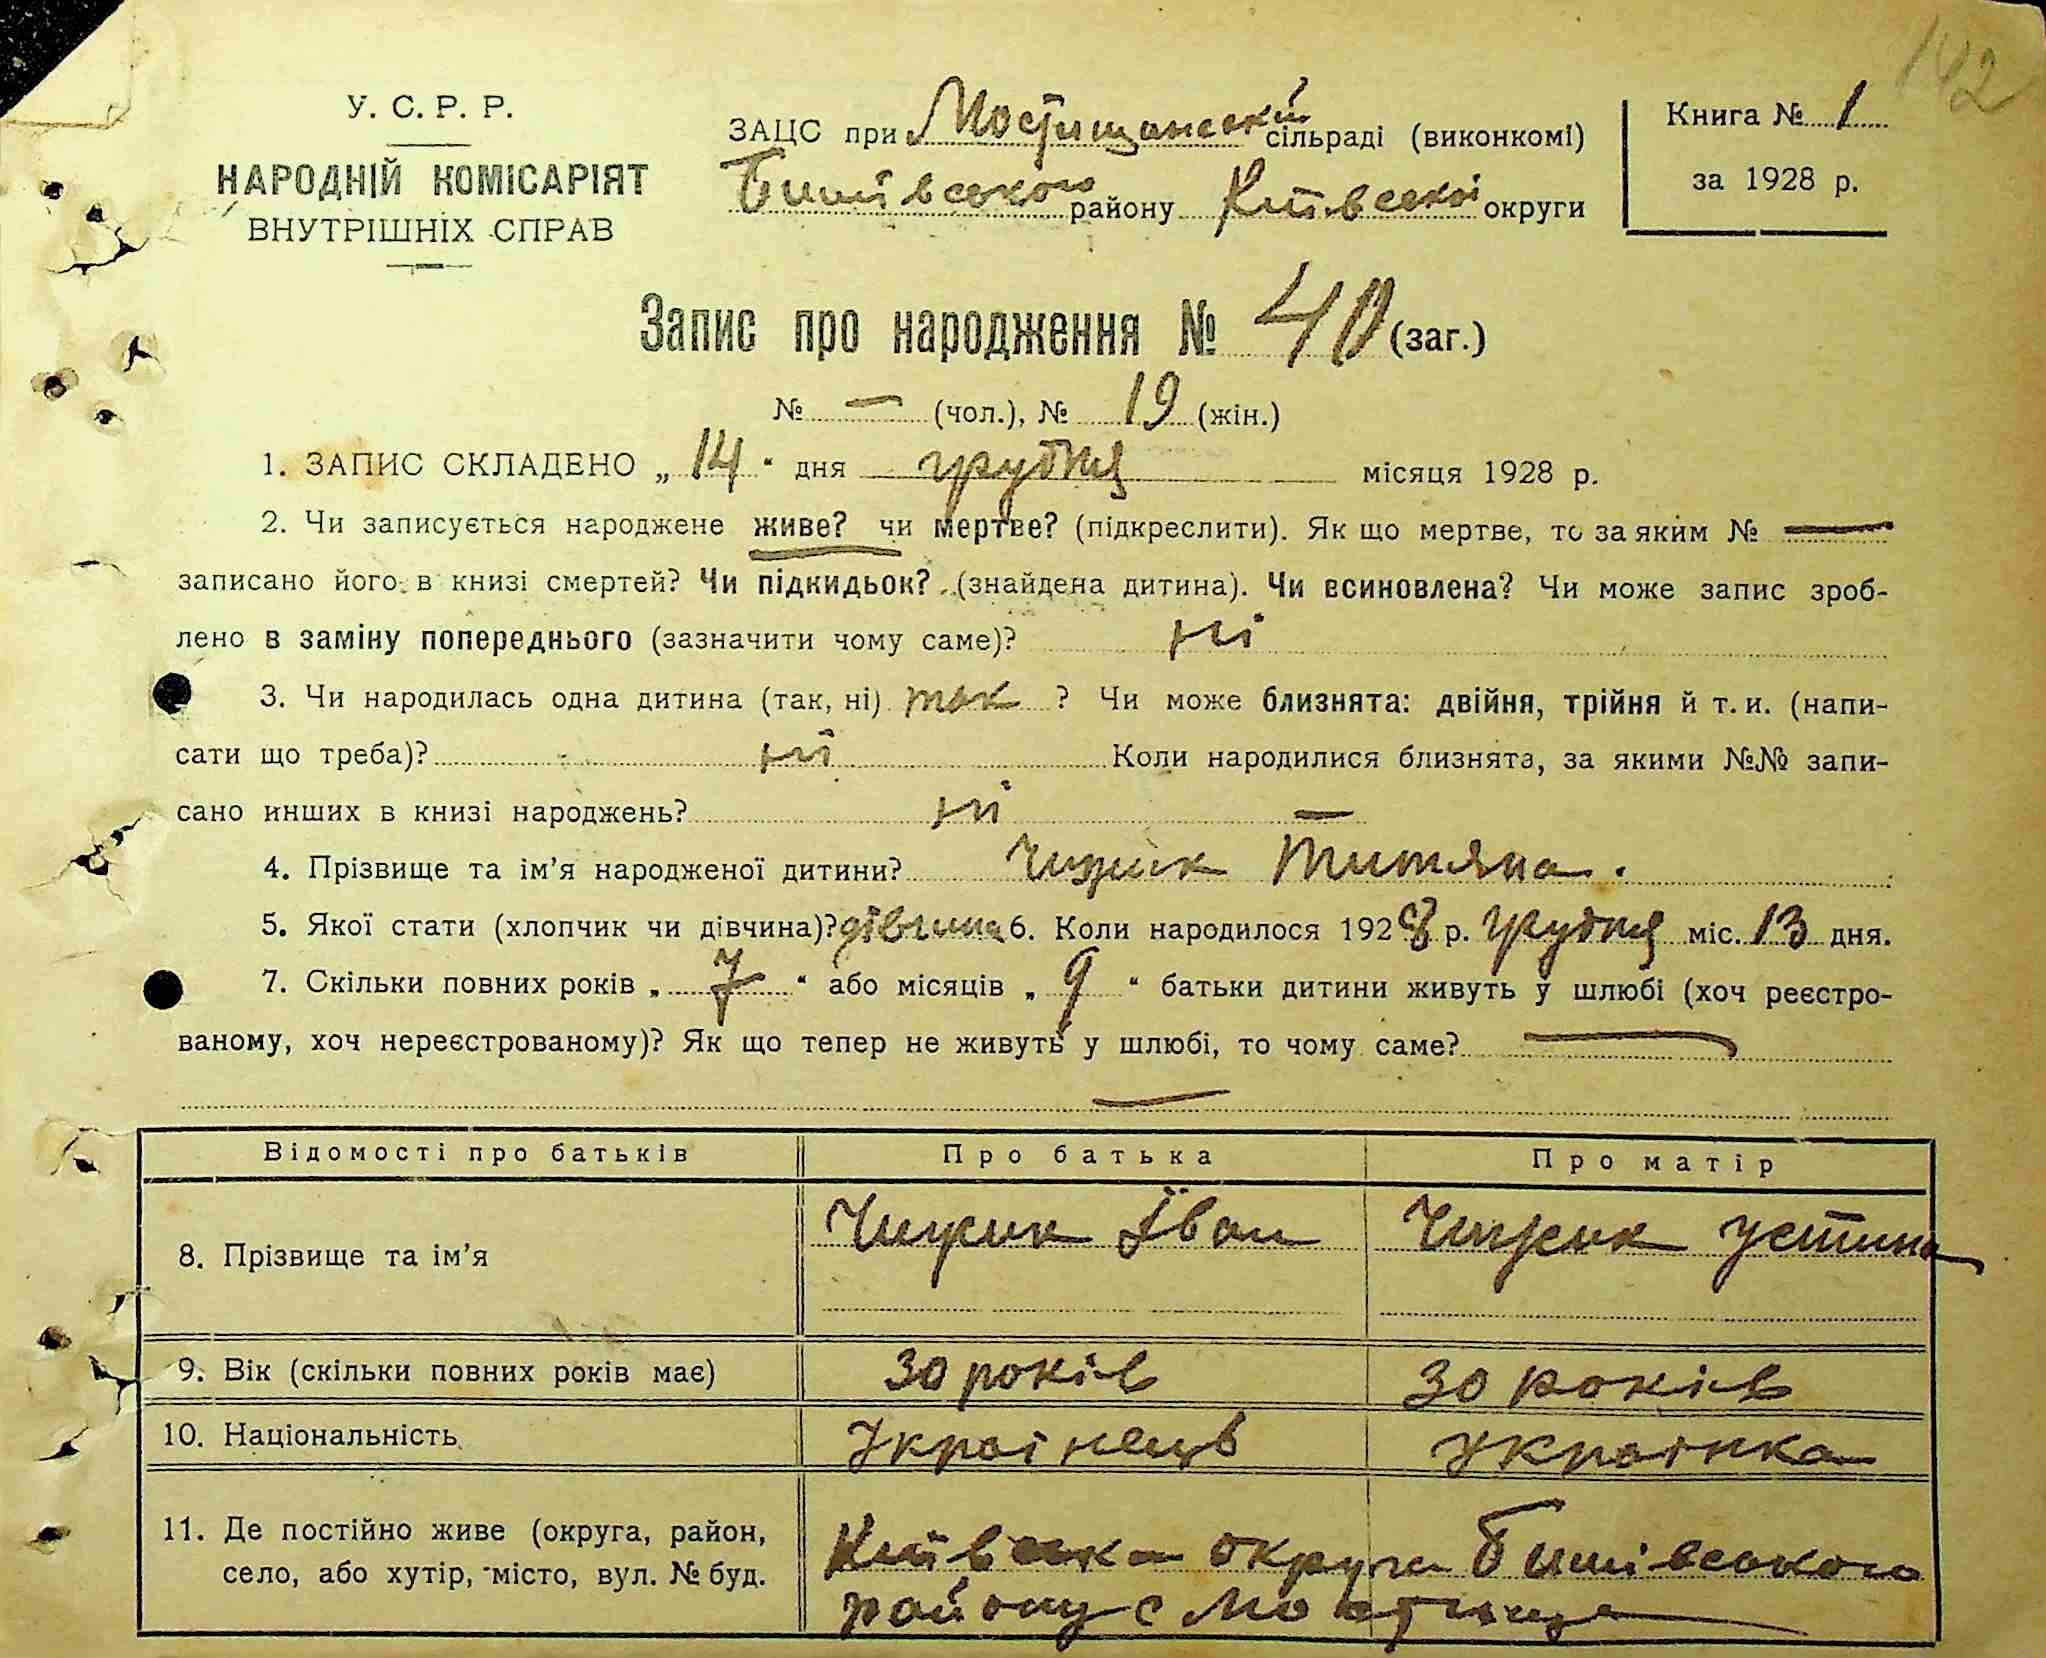 142
У. С. Р. Р.
НАРОДНІЙ КОМІСАРІЯТ
ВНУТРІШНІХ СПРАВ
ЗАЦС при Мостищанській сільраді (виконкомі)
Бишівського району Київської округи
Книга № 1
за 1928 р.
Запис про народження № 40 (заг.)
№ — (чол.), № 19 (жін.)
1. ЗАПИС СКЛАДЕНО „ 14 “ дня грудня місяця 1928 р.
2. Чи записується народжене живе? чи мертве? (підкреслити). Як що мертве, то за яким № —
записано його в книзі смертей? Чи підкидьок? (знайдена дитина). Чи всиновлена? Чи може запис зроб-
лено в заміну попереднього (зазначити чому саме)? ні
3. Чи народилась одна дитина (так, ні) так ? Чи може близнята: двійня, трійня й т. и. (напи-
сати що треба)? ні Коли народилися близнята, за якими №№ запи-
сано инших в книзі народжень? ні —
4. Прізвище та ім’я народженої дитини? Чижик Титяна.
5. Якої стати (хлопчик чи дівчина)? дівчина 6. Коли народилося 1928 р. грудня міс. 13 дня.
7. Скільки повних років „ 7 “ або місяців „ 9 “ батьки дитини живуть у шлюбі (хоч реєстро-
ваному, хоч нереєстрованому)? Як що тепер не живуть у шлюбі, то чому саме? —
—
Відомості про батьків Про батька Про матір
8. Прізвище та ім’я Чижик Їван Чижик Устина
9. Вік (скільки повних років має) 30 років 30 років
10. Національність Украінець Украінка
11. Де постійно живе (округа, район, Київська округа Бишівського
село, або хутір, місто, вул. № буд. району с Мостище